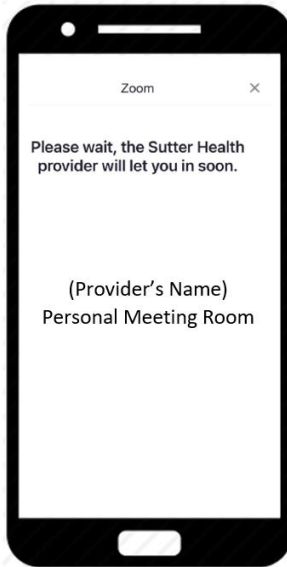 Zoom ×
Please wait, the Sutter Health
provider will let you in soon.
(Provider’s Name)
Personal Meeting Room